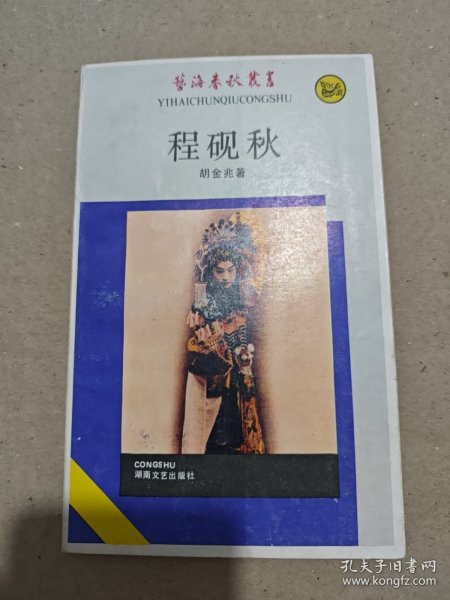 艺海春秋丛书
YIHAICHUNQIUCONGSHU
程砚秋
胡金兆著
CONGSHU
湖南文艺出版社
孔夫子旧书网
www.kongfz.com